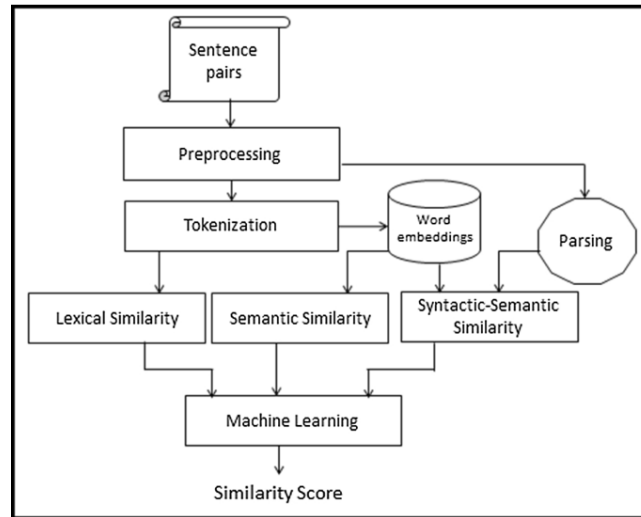 Sentence
pairs
Preprocessing
Tokenization
Word
embeddings
Parsing
Lexical Similarity
Semantic Similarity
Syntactic-Semantic
Similarity
Machine Learning
Similarity Score